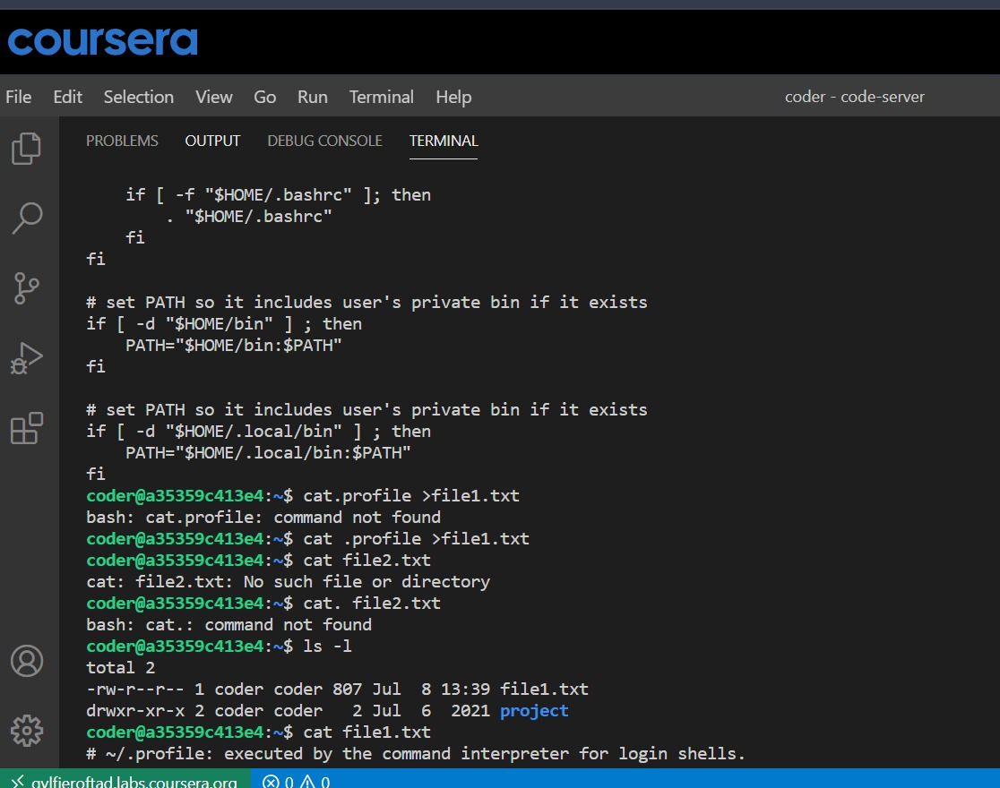 coursera
File Edit Selection View Go Run Terminal Help coder - code-server
PROBLEMS OUTPUT DEBUG CONSOLE TERMINAL
    if [ -f "$HOME/.bashrc" ]; then
        . "$HOME/.bashrc"
    fi
fi
# set PATH so it includes user's private bin if it exists
if [ -d "$HOME/bin" ] ; then
    PATH="$HOME/bin:$PATH"
fi
# set PATH so it includes user's private bin if it exists
if [ -d "$HOME/.local/bin" ] ; then
    PATH="$HOME/.local/bin:$PATH"
fi
coder@a35359c413e4:~$ cat.profile >file1.txt
bash: cat.profile: command not found
coder@a35359c413e4:~$ cat .profile >file1.txt
coder@a35359c413e4:~$ cat file2.txt
cat: file2.txt: No such file or directory
coder@a35359c413e4:~$ cat. file2.txt
bash: cat.: command not found
coder@a35359c413e4:~$ ls -l
total 2
-rw-r--r-- 1 coder coder 807 Jul  8 13:39 file1.txt
drwxr-xr-x 2 coder coder   2 Jul  6  2021 project
coder@a35359c413e4:~$ cat file1.txt
# ~/.profile: executed by the command interpreter for login shells.
gylfieroftad.labs.coursera.org 0 0